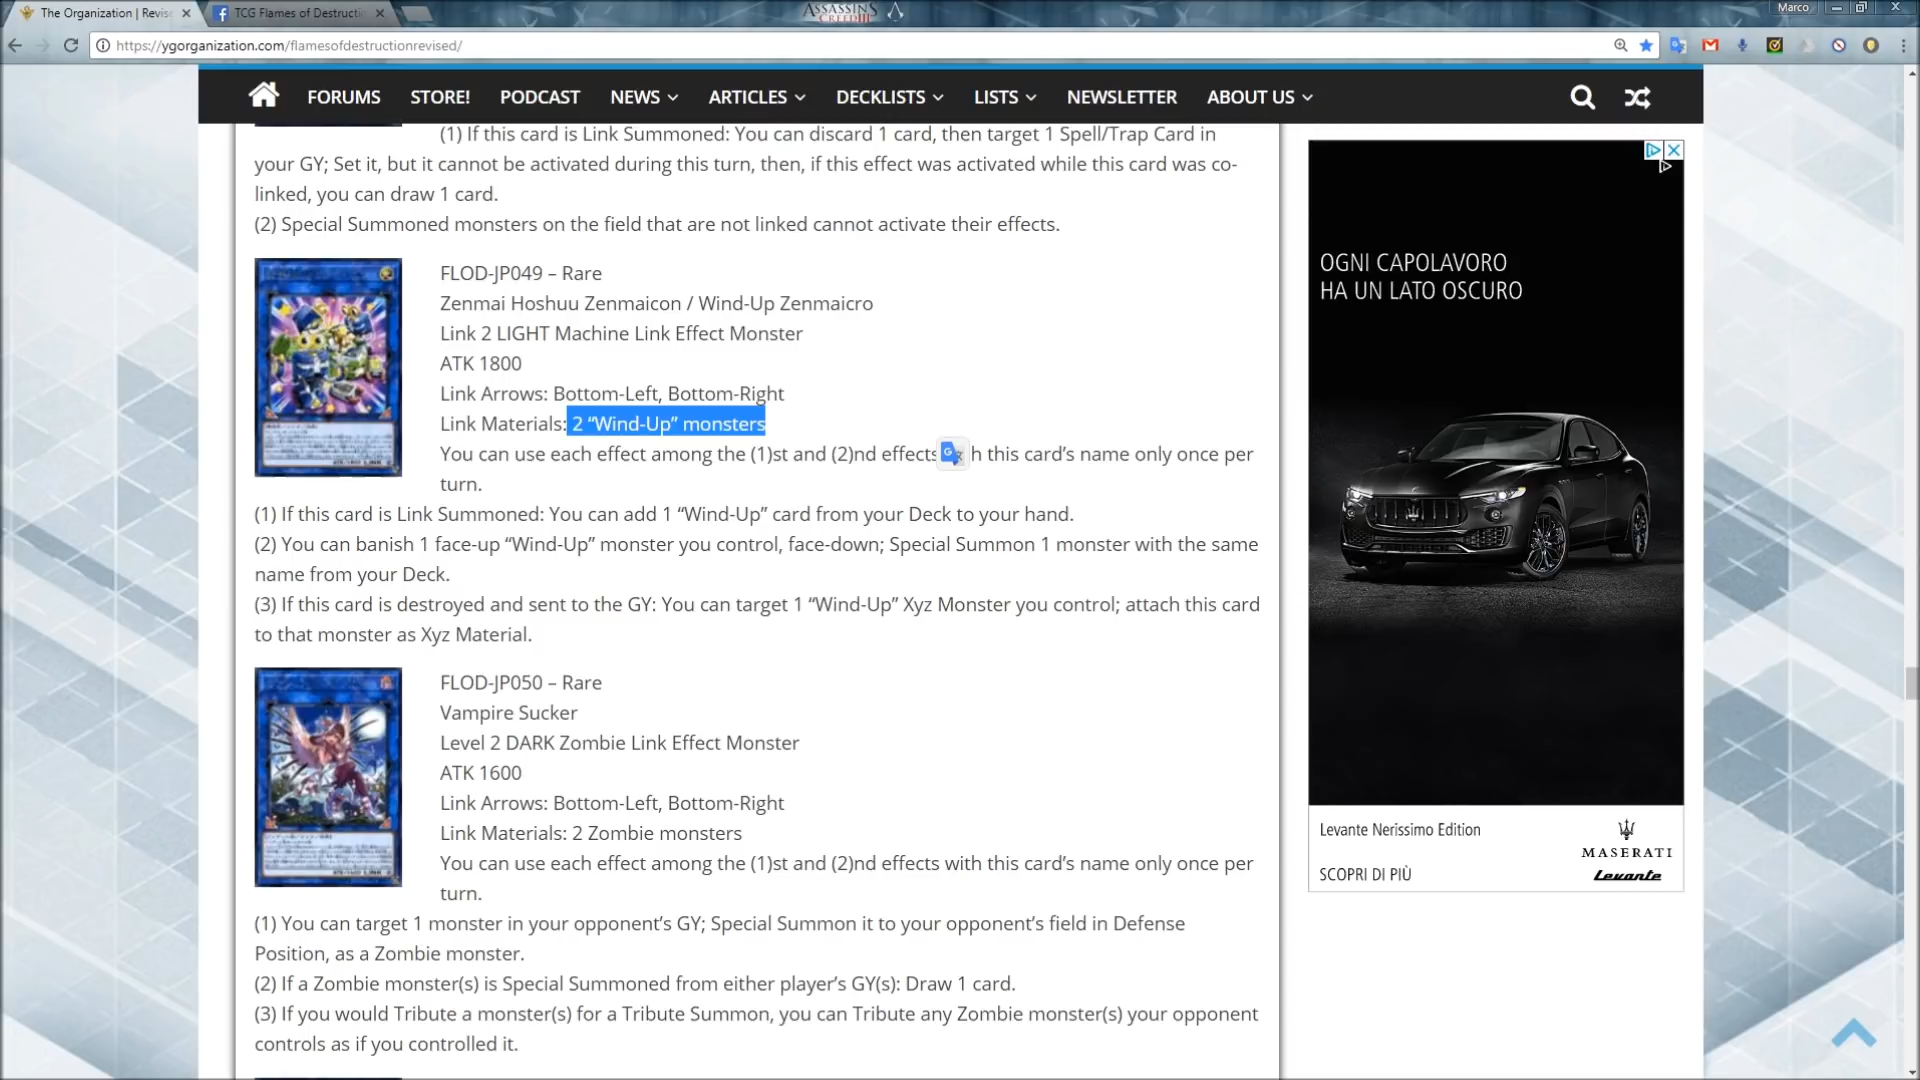 ASSASSIN'S
CREED III
The Organization | Revise
TCG Flames of Destructi
Marco
https://ygorganization.com/flamesofdestructionrevised/
FORUMS STORE! PODCAST NEWS ARTICLES DECKLISTS LISTS NEWSLETTER ABOUT US
(1) If this card is Link Summoned: You can discard 1 card, then target 1 Spell/Trap Card in
your GY; Set it, but it cannot be activated during this turn, then, if this effect was activated while this card was co-
linked, you can draw 1 card.
(2) Special Summoned monsters on the field that are not linked cannot activate their effects.
FLOD-JP049 – Rare
Zenmai Hoshuu Zenmaicon / Wind-Up Zenmaicro
Link 2 LIGHT Machine Link Effect Monster
ATK 1800
Link Arrows: Bottom-Left, Bottom-Right
Link Materials: 2 “Wind-Up” monsters
You can use each effect among the (1)st and (2)nd effects h this card’s name only once per
turn.
(1) If this card is Link Summoned: You can add 1 “Wind-Up” card from your Deck to your hand.
(2) You can banish 1 face-up “Wind-Up” monster you control, face-down; Special Summon 1 monster with the same
name from your Deck.
(3) If this card is destroyed and sent to the GY: You can target 1 “Wind-Up” Xyz Monster you control; attach this card
to that monster as Xyz Material.
FLOD-JP050 – Rare
Vampire Sucker
Level 2 DARK Zombie Link Effect Monster
ATK 1600
Link Arrows: Bottom-Left, Bottom-Right
Link Materials: 2 Zombie monsters
You can use each effect among the (1)st and (2)nd effects with this card’s name only once per
turn.
(1) You can target 1 monster in your opponent’s GY; Special Summon it to your opponent’s field in Defense
Position, as a Zombie monster.
(2) If a Zombie monster(s) is Special Summoned from either player’s GY(s): Draw 1 card.
(3) If you would Tribute a monster(s) for a Tribute Summon, you can Tribute any Zombie monster(s) your opponent
controls as if you controlled it.
OGNI CAPOLAVORO
HA UN LATO OSCURO
Levante Nerissimo Edition
SCOPRI DI PIÙ
MASERATI
Levante